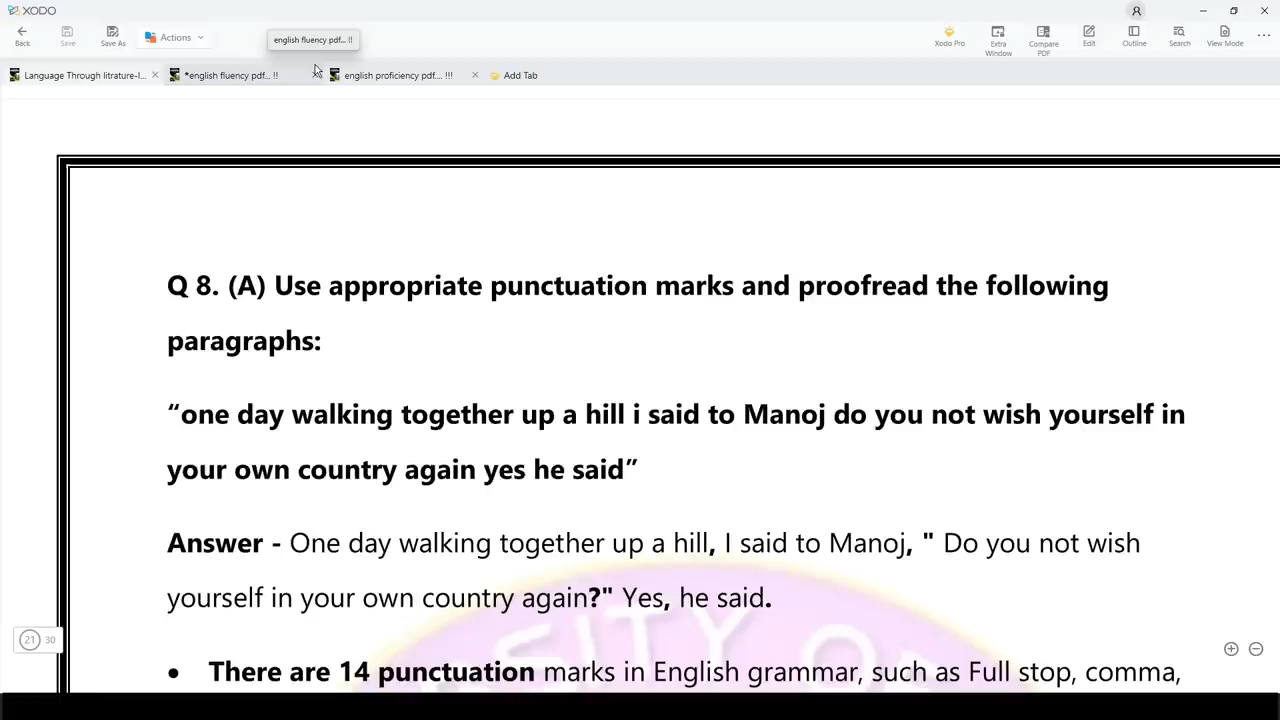 XODO
Back
Save
Save As
Actions
english fluency pdf... !!
Xodo Pro
Extra Window
Compare PDF
Edit
Outline
Search
View Mode
Language Through litrature-I...
*english fluency pdf... !!
english proficiency pdf.... !!!
Add Tab
Q 8. (A) Use appropriate punctuation marks and proofread the following
paragraphs:
“one day walking together up a hill i said to Manoj do you not wish yourself in
your own country again yes he said”
Answer - One day walking together up a hill, I said to Manoj, " Do you not wish
yourself in your own country again?" Yes, he said.
21 30
SITY O
• There are 14 punctuation marks in English grammar, such as Full stop, comma,